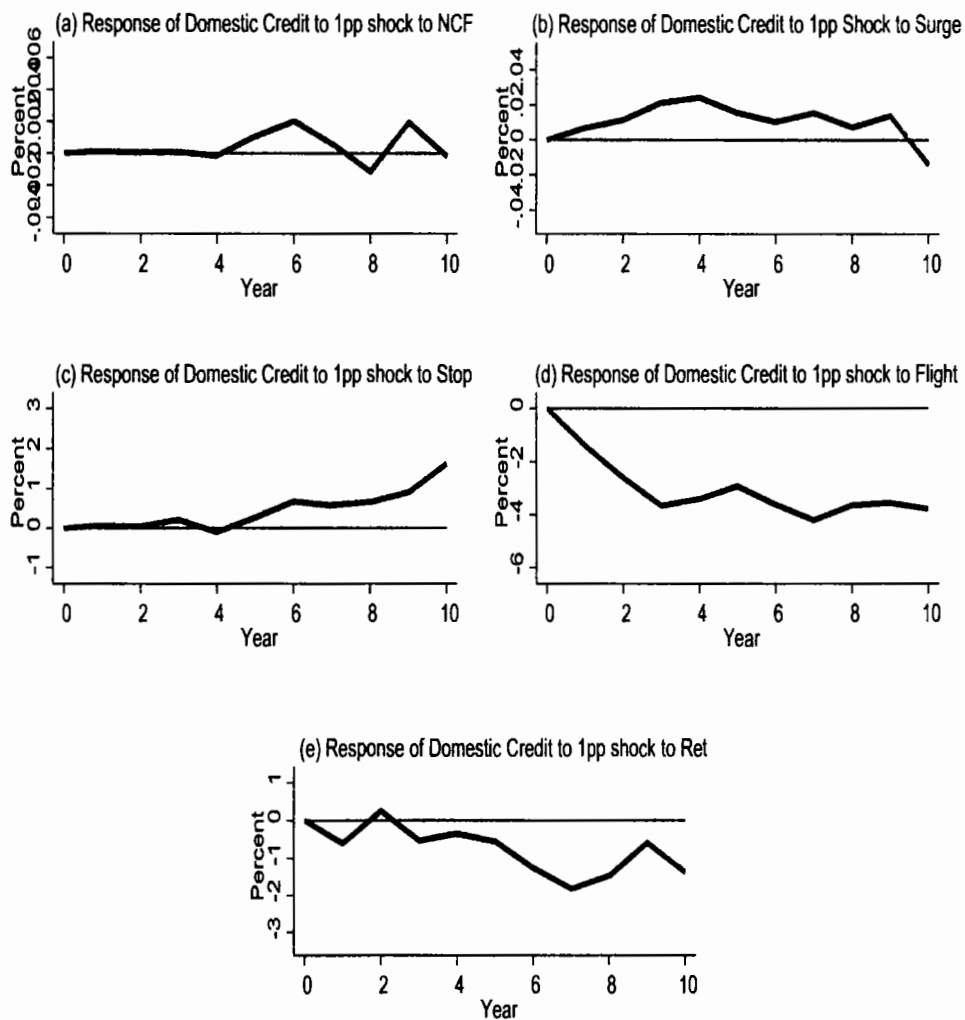 (a) Response of Domestic Credit to 1pp shock to NCF
Percent
0 2 4 6 8 10
Year
(b) Response of Domestic Credit to 1pp Shock to Surge
Percent
-.04 -.02 0 .02 .04
0 2 4 6 8 10
Year
(c) Response of Domestic Credit to 1pp shock to Stop
Percent
-1 0 1 2 3
0 2 4 6 8 10
Year
(d) Response of Domestic Credit to 1pp shock to Flight
Percent
-6 -4 -2 0
0 2 4 6 8 10
Year
(e) Response of Domestic Credit to 1pp shock to Ret
Percent
-3 -2 -1 0 1
0 2 4 6 8 10
Year